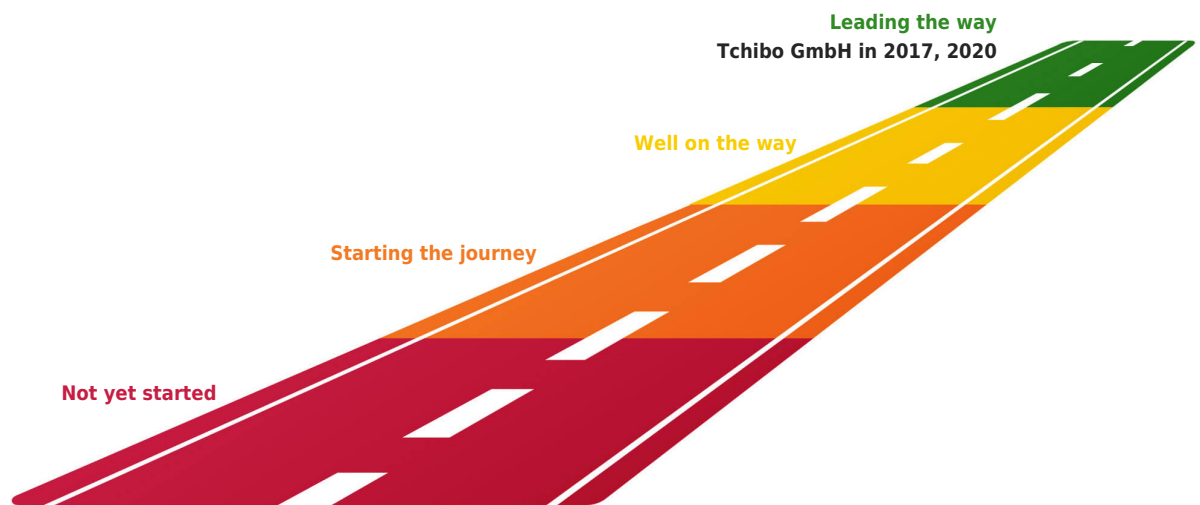 Leading the way
Tchibo GmbH in 2017, 2020
Well on the way
Starting the journey
Not yet started